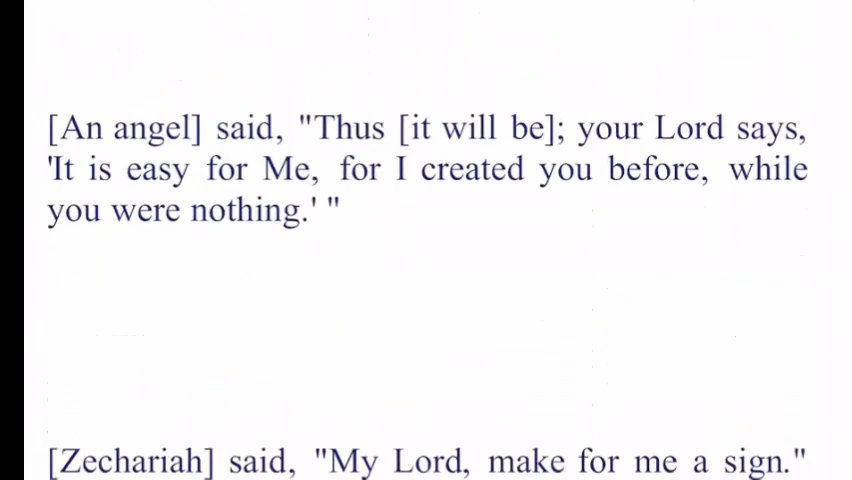 [An angel] said, "Thus [it will be]; your Lord says,
'It is easy for Me, for I created you before, while
you were nothing.' "
[Zechariah] said, "My Lord, make for me a sign."